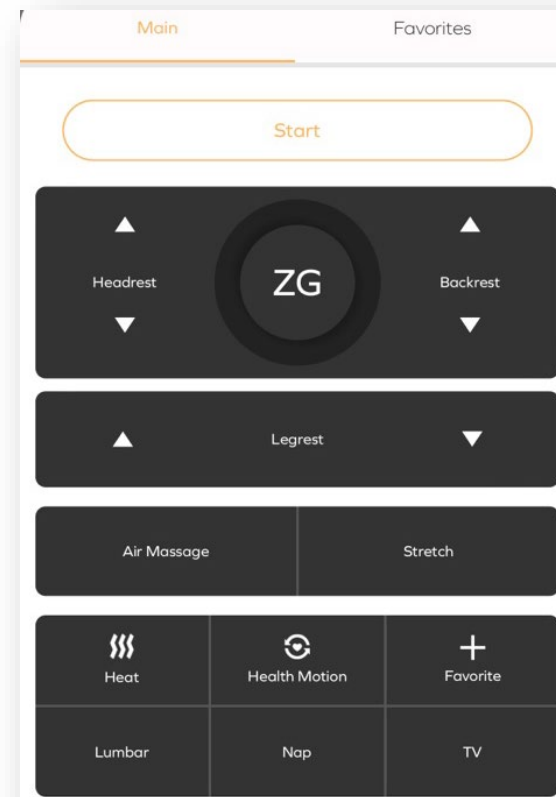 Main Favorites
Start
Headrest ZG Backrest
Legrest
Air Massage Stretch
Heat Health Motion Favorite
Lumbar Nap TV